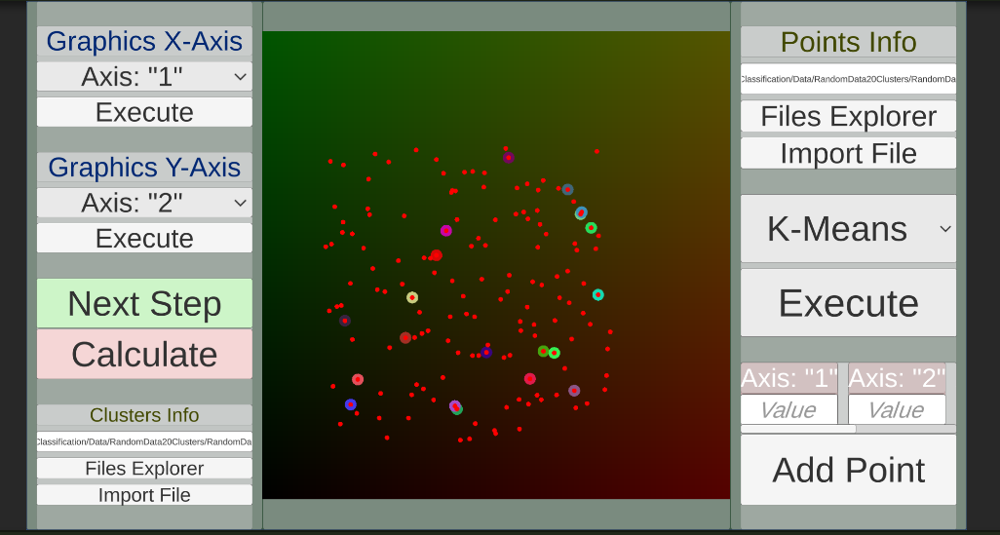 Graphics X-Axis
Axis: "1"
Execute
Graphics Y-Axis
Axis: "2"
Execute
Next Step
Calculate
Clusters Info
Classification/Data/RandomData20Clusters/RandomDa
Files Explorer
Import File
Points Info
Classification/Data/RandomData20Clusters/RandomDa
Files Explorer
Import File
K-Means
Execute
Axis: "1" Axis: "2"
Value Value
Add Point